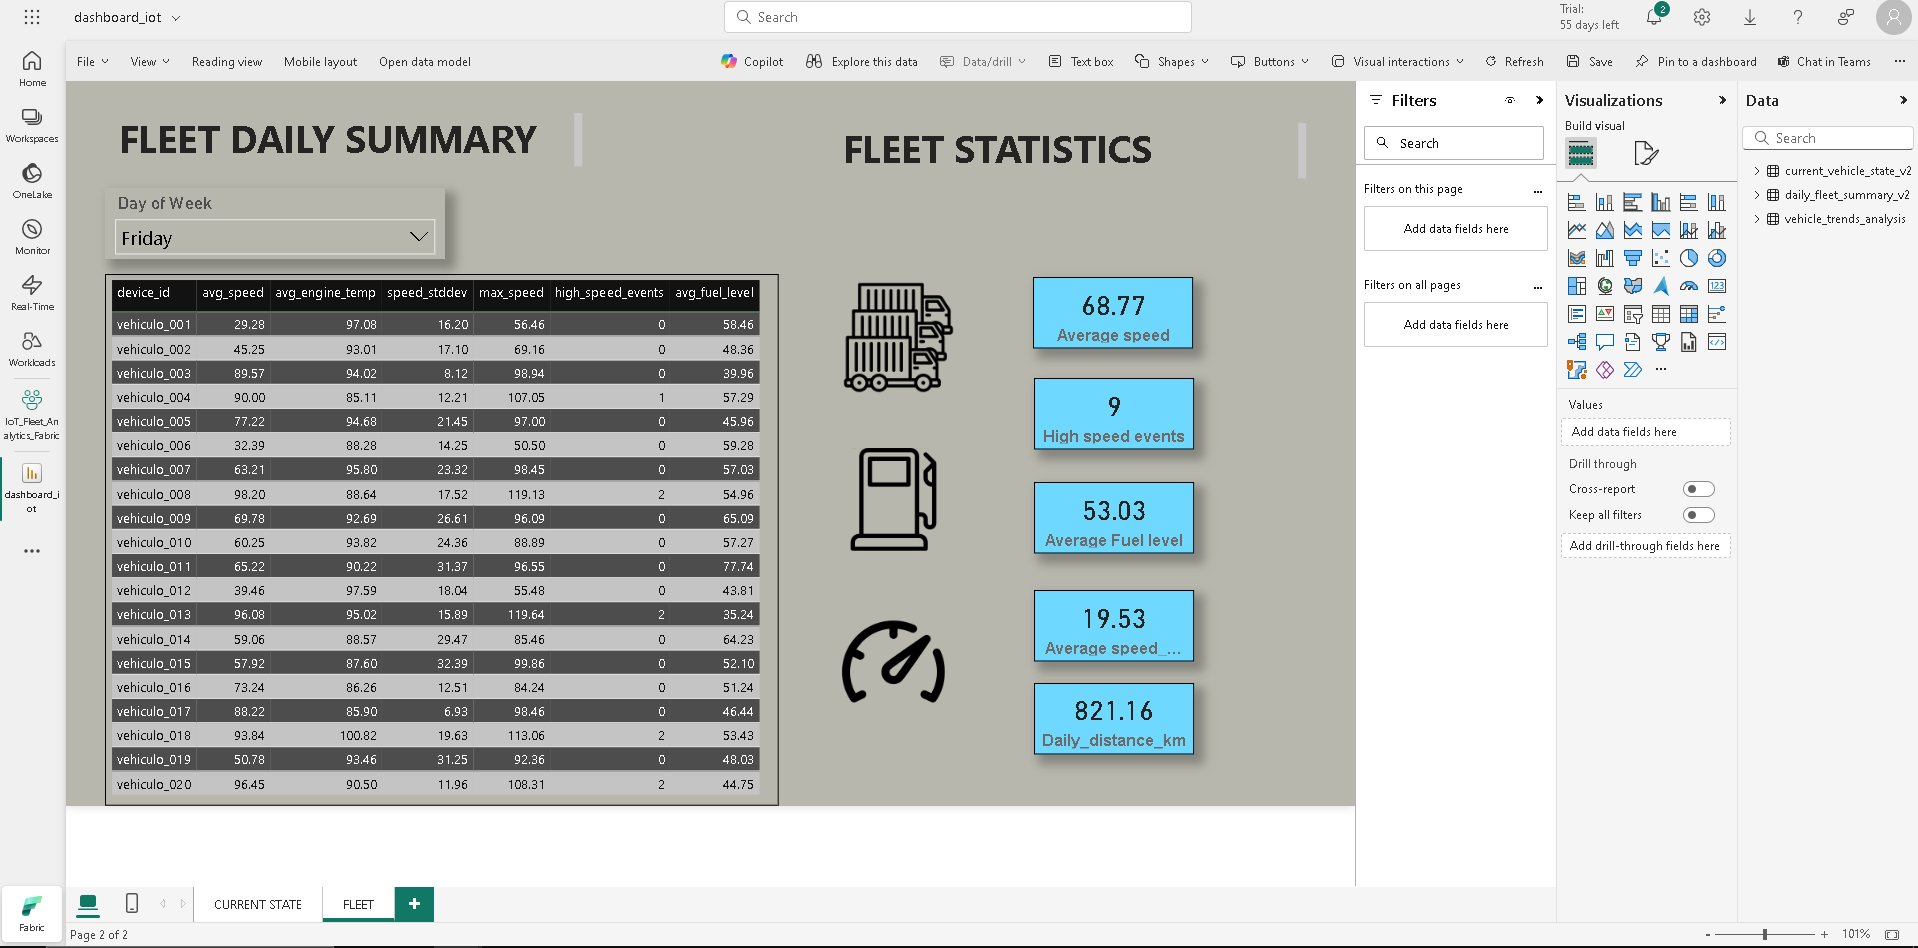 dashboard_iot
Search
Trial:
55 days left
2
File
View
Reading view
Mobile layout
Open data model
Copilot
Explore this data
Data/drill
Text box
Shapes
Buttons
Visual interactions
Refresh
Save
Pin to a dashboard
Chat in Teams
Home
Workspaces
OneLake
Monitor
Real-Time
Workloads
IoT_Fleet_An
alytics_Fabric
dashboard_i
ot
Fabric
FLEET DAILY SUMMARY
Day of Week
Friday
device_id avg_speed avg_engine_temp speed_stddev max_speed high_speed_events avg_fuel_level
vehiculo_001 29.28 97.08 16.20 56.46 0 58.46
vehiculo_002 45.25 93.01 17.10 69.16 0 48.36
vehiculo_003 89.57 94.02 8.12 98.94 0 39.96
vehiculo_004 90.00 85.11 12.21 107.05 1 57.29
vehiculo_005 77.22 94.68 21.45 97.00 0 45.96
vehiculo_006 32.39 88.28 14.25 50.50 0 59.28
vehiculo_007 63.21 95.80 23.32 98.45 0 57.03
vehiculo_008 98.20 88.64 17.52 119.13 2 54.96
vehiculo_009 69.78 92.69 26.61 96.09 0 65.09
vehiculo_010 60.25 93.82 24.36 88.89 0 57.27
vehiculo_011 65.22 90.22 31.37 96.55 0 77.74
vehiculo_012 39.46 97.59 18.04 55.48 0 43.81
vehiculo_013 96.08 95.02 15.89 119.64 2 35.24
vehiculo_014 59.06 88.57 29.47 85.46 0 64.23
vehiculo_015 57.92 87.60 32.39 99.86 0 52.10
vehiculo_016 73.24 86.26 12.51 84.24 0 51.24
vehiculo_017 88.22 85.90 6.93 98.46 0 46.44
vehiculo_018 93.84 100.82 19.63 113.06 2 53.43
vehiculo_019 50.78 93.46 31.25 92.36 0 48.03
vehiculo_020 96.45 90.50 11.96 108.31 2 44.75
FLEET STATISTICS
68.77
Average speed
9
High speed events
53.03
Average Fuel level
19.53
Average speed_...
821.16
Daily_distance_km
Filters
Search
Filters on this page
...
Add data fields here
Filters on all pages
...
Add data fields here
Visualizations
Build visual
123
...
Values
Add data fields here
Drill through
Cross-report
Keep all filters
Add drill-through fields here
Data
Search
current_vehicle_state_v2
daily_fleet_summary_v2
vehicle_trends_analysis
CURRENT STATE
FLEET
+
Page 2 of 2
- + 101%